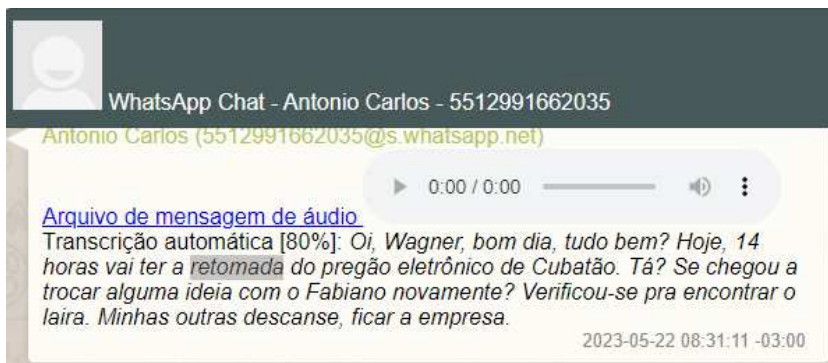 WhatsApp Chat - Antonio Carlos - 5512991662035
Antonio Carlos (5512991662035@s.whatsapp.net)
0:00 / 0:00
Arquivo de mensagem de áudio
Transcrição automática [80%]: Oi, Wagner, bom dia, tudo bem? Hoje, 14
horas vai ter a retomada do pregão eletrônico de Cubatão. Tá? Se chegou a
trocar alguma ideia com o Fabiano novamente? Verificou-se pra encontrar o
laira. Minhas outras descanse, ficar a empresa.
2023-05-22 08:31:11 -03:00